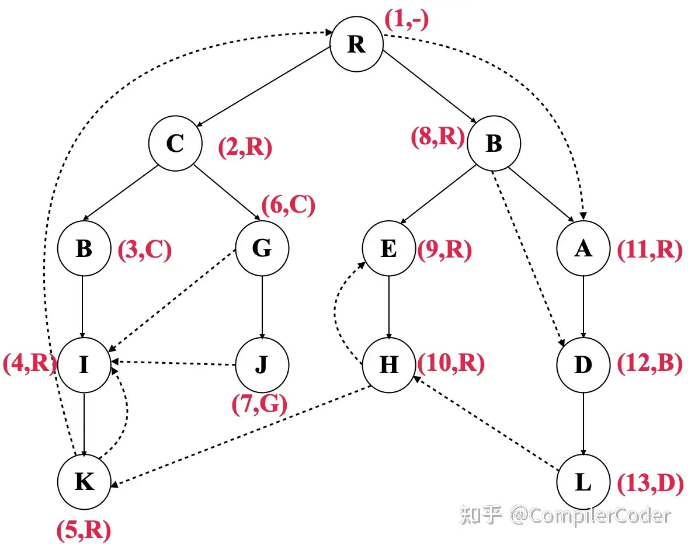 (1,-)
R
C
(2,R)
(8,R)
B
(6,C)
B
(3,C)
G
E
(9,R)
A
(11,R)
(4,R)
I
J
H
(10,R)
D
(12,B)
(7,G)
K
L
(13,D)
(5,R)
知乎 @CompilerCoder